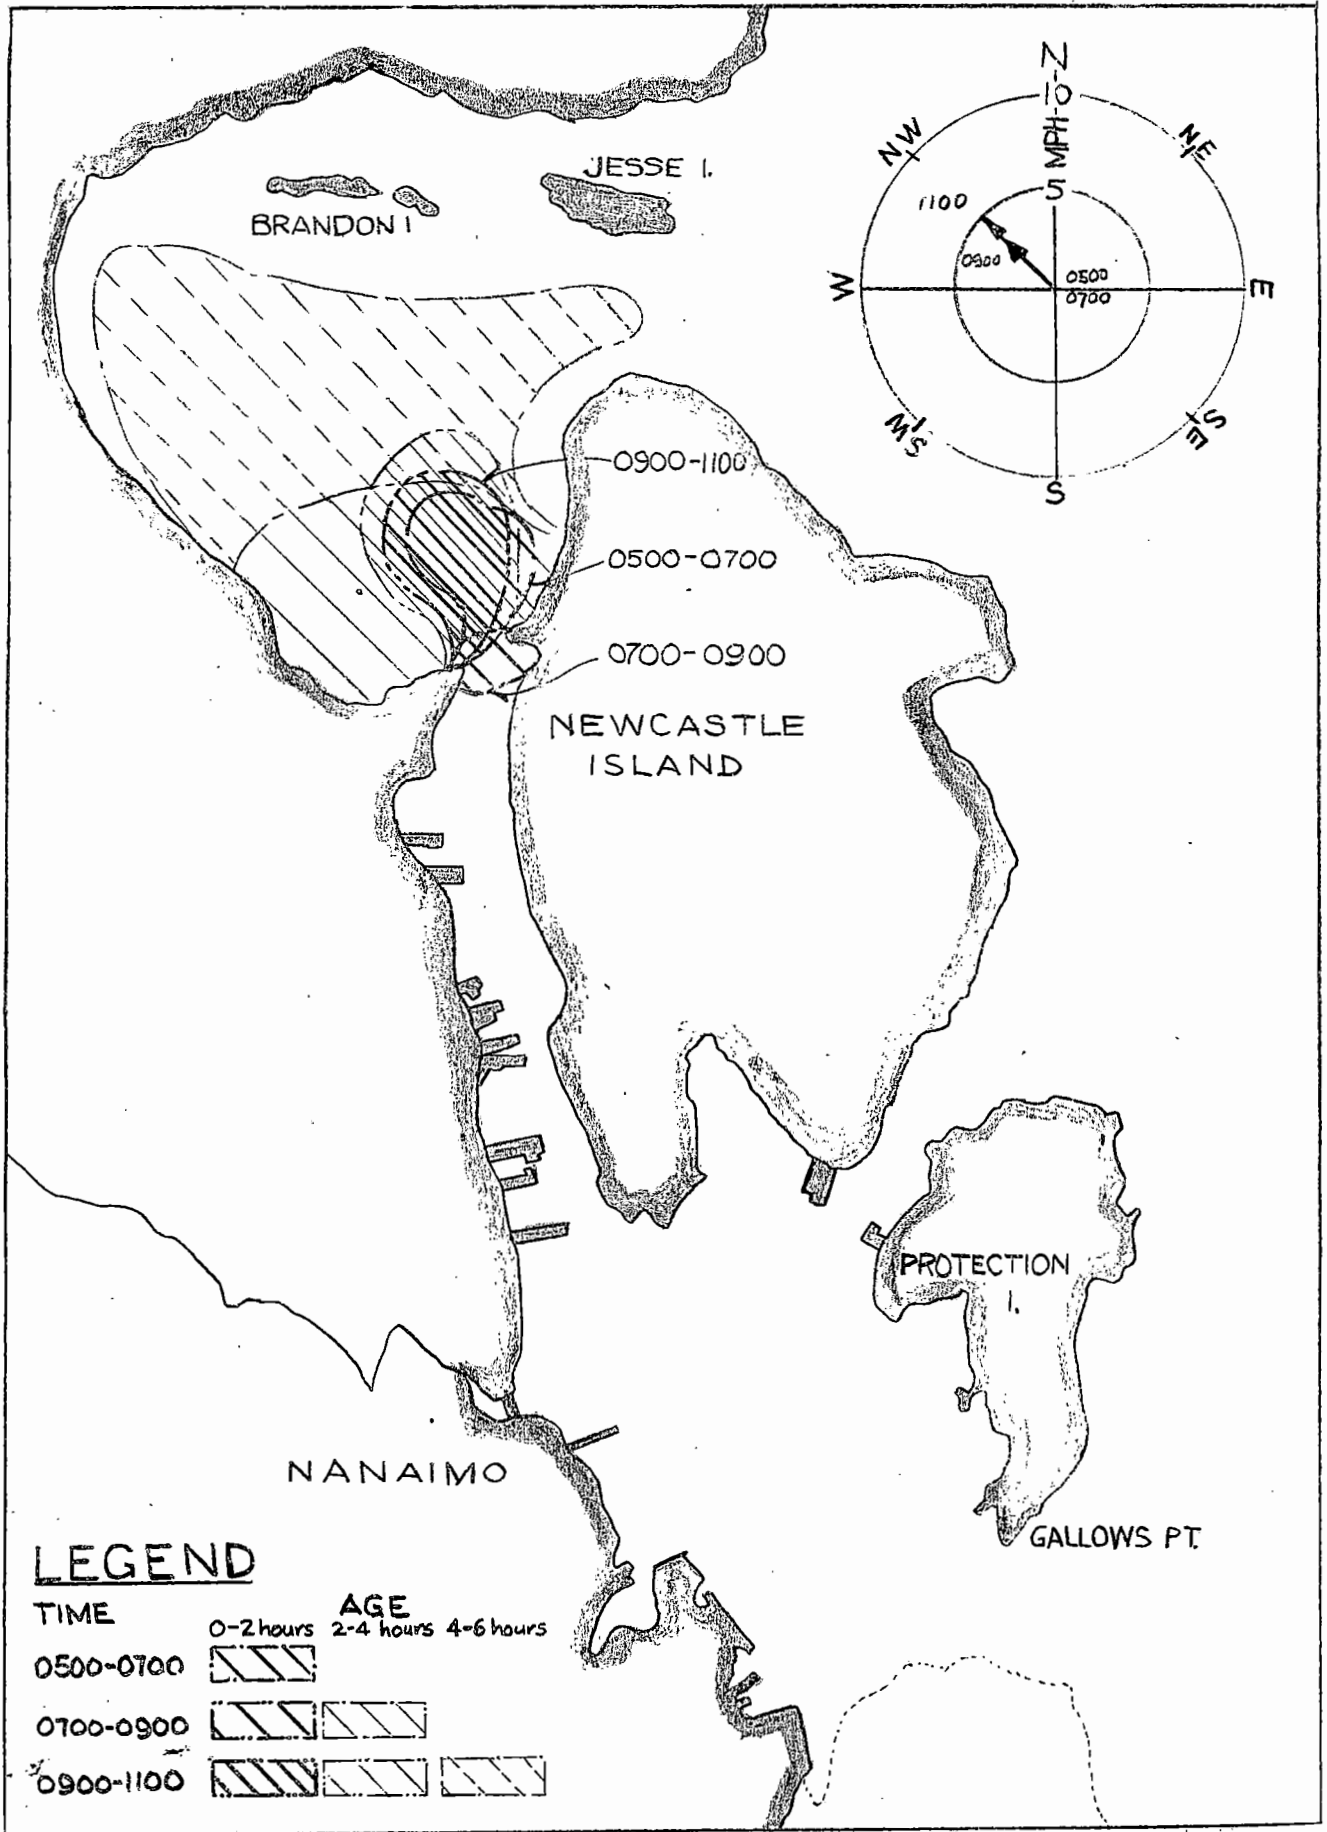 N
10
MPH
5
NW
NE
1100
0900
0500
0700
W
E
SW
SE
S
JESSE I.
BRANDON I
0900-1100
0500-0700
0700-0900
NEWCASTLE
ISLAND
PROTECTION
I.
NANAIMO
GALLOWS PT.
LEGEND
TIME AGE
0-2 hours 2-4 hours 4-6 hours
0500-0700
0700-0900
0900-1100